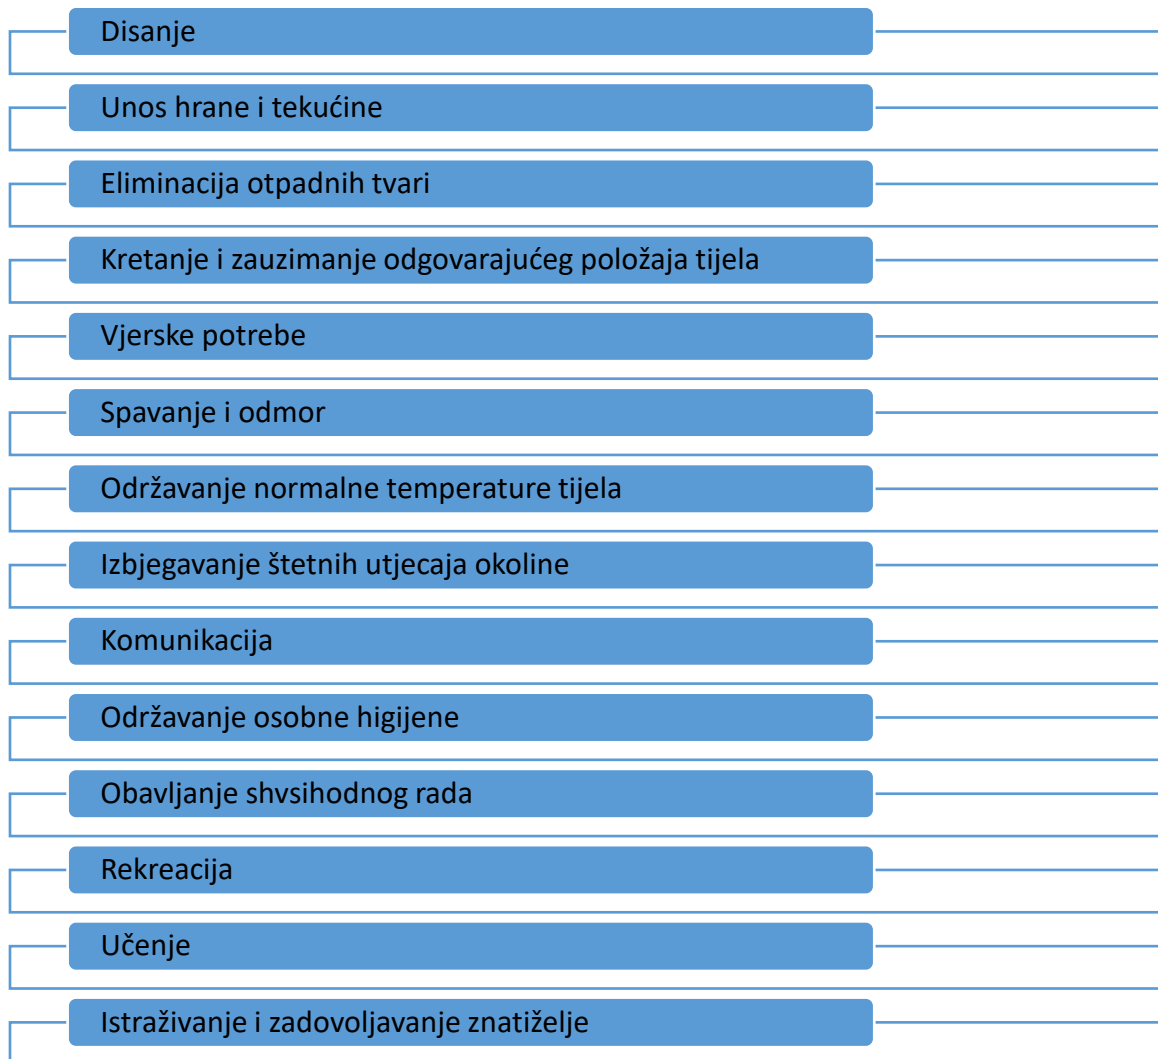 Disanje
Unos hrane i tekućine
Eliminacija otpadnih tvari
Kretanje i zauzimanje odgovarajućeg položaja tijela
Vjerske potrebe
Spavanje i odmor
Održavanje normalne temperature tijela
Izbjegavanje štetnih utjecaja okoline
Komunikacija
Održavanje osobne higijene
Obavljanje shvsihodnog rada
Rekreacija
Učenje
Istraživanje i zadovoljavanje znatiželje